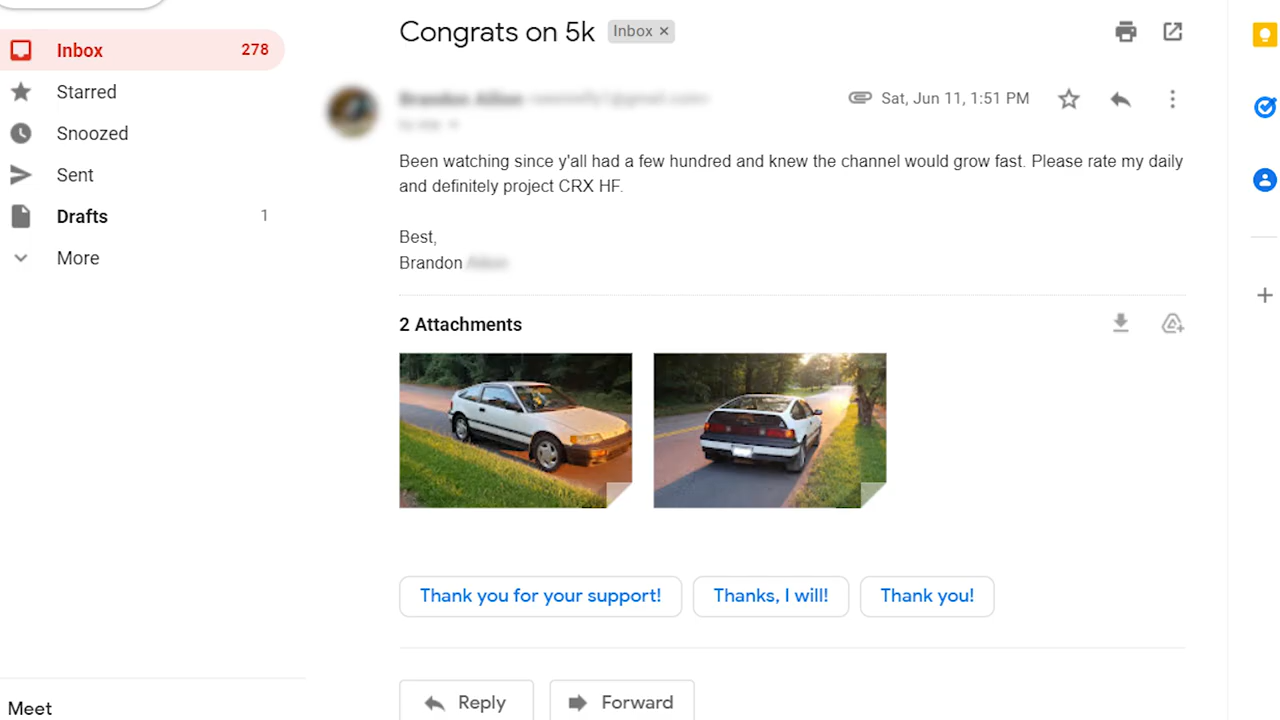 Congrats on 5k Inbox ×
Inbox 278
Starred
Snoozed
Sent
Drafts 1
More
Sat, Jun 11, 1:51 PM
Been watching since y'all had a few hundred and knew the channel would grow fast. Please rate my daily
and definitely project CRX HF.
Best,
Brandon
2 Attachments
Thank you for your support!
Thanks, I will!
Thank you!
Reply
Forward
Meet